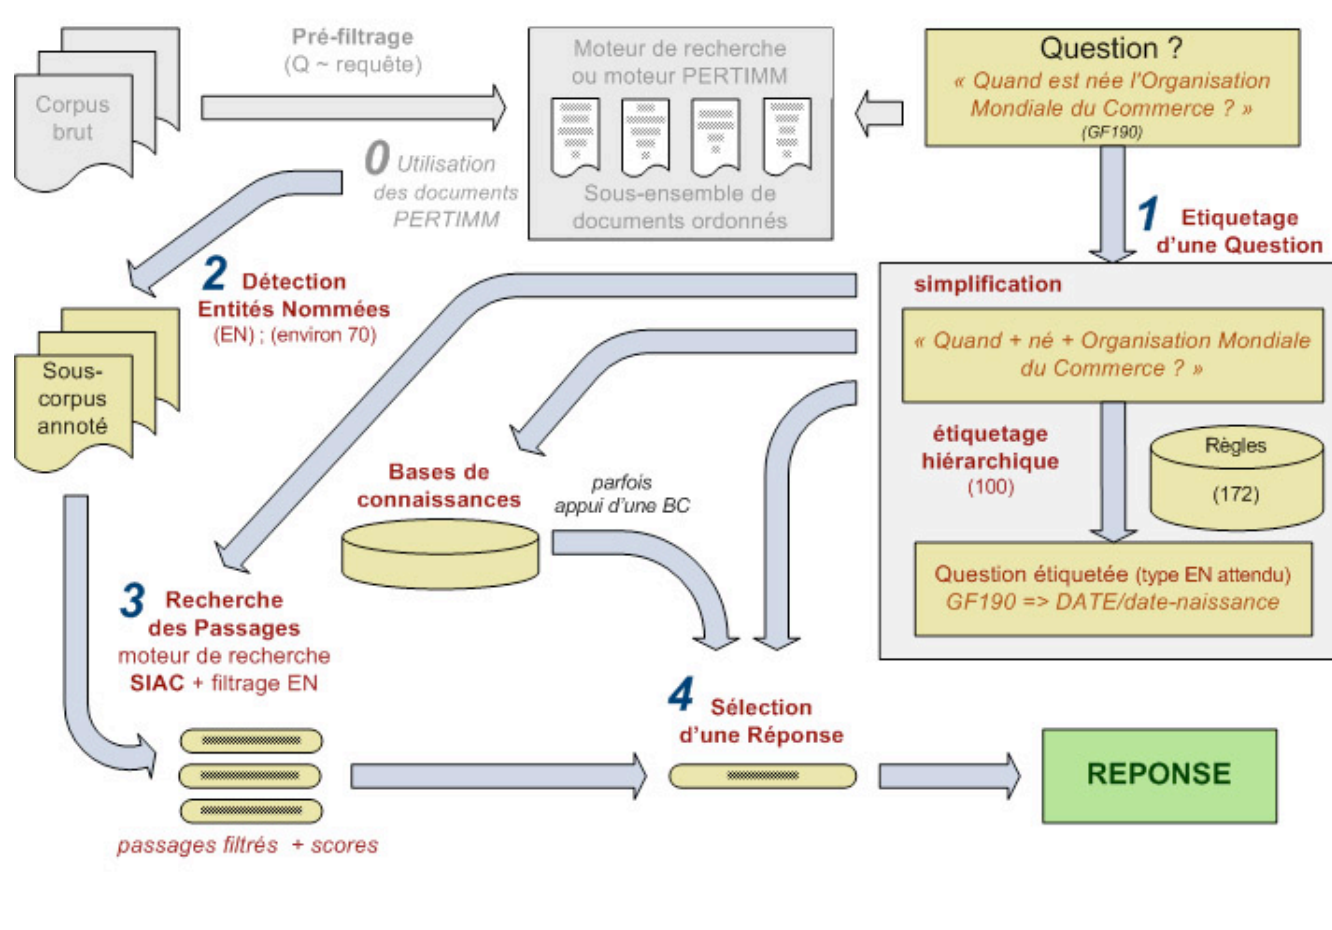 Corpus
brut
Pré-filtrage
(Q ~ requête)
Moteur de recherche
ou moteur PERTIMM
Sous-ensemble de
documents ordonnés
Question ?
« Quand est née l'Organisation
Mondiale du Commerce ? »
(GF190)
0 Utilisation
des documents
PERTIMM
1 Etiquetage
d'une Question
2 Détection
Entités Nommées
(EN) ; (environ 70)
simplification
« Quand + né + Organisation Mondiale
du Commerce ? »
Sous-
corpus
annoté
étiquetage
hiérarchique
(100)
Règles
(172)
Bases de
connaissances
parfois
appui d'une BC
Question étiquetée (type EN attendu)
GF190 => DATE/date-naissance
3 Recherche
des Passages
moteur de recherche
SIAC + filtrage EN
4 Sélection
d'une Réponse
REPONSE
passages filtrés + scores